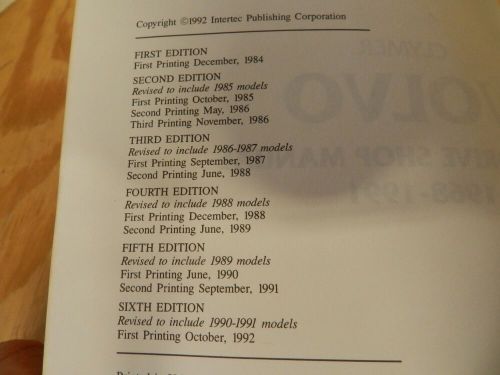 Copyright ©1992 Intertec Publishing Corporation
FIRST EDITION
First Printing December, 1984
SECOND EDITION
Revised to include 1985 models
First Printing October, 1985
Second Printing May, 1986
Third Printing November, 1986
THIRD EDITION
Revised to include 1986-1987 models
First Printing September, 1987
Second Printing June, 1988
FOURTH EDITION
Revised to include 1988 models
First Printing December, 1988
Second Printing June, 1989
FIFTH EDITION
Revised to include 1989 models
First Printing June, 1990
Second Printing September, 1991
SIXTH EDITION
Revised to include 1990-1991 models
First Printing October, 1992